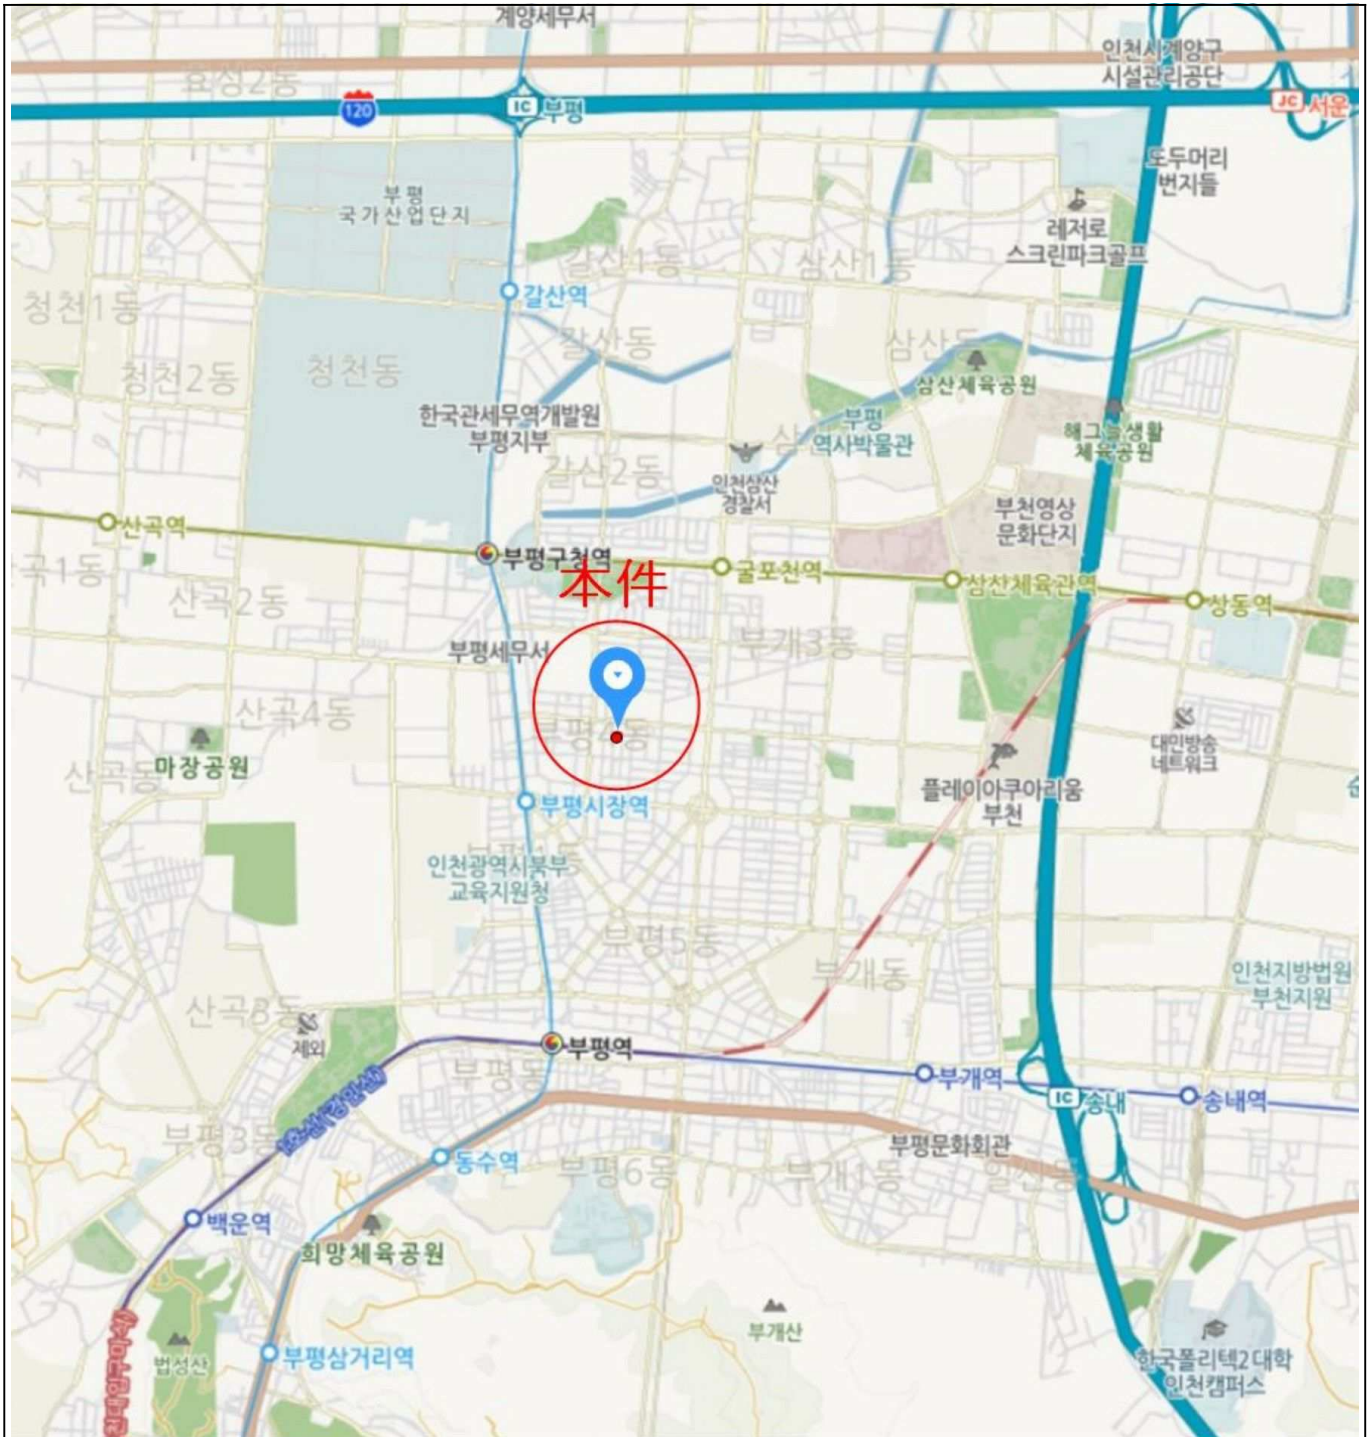 계양세무서
인천시계양구
시설관리공단
효성2동
120
IC 부평
JC 서운
도두머리
번지들
부평
국가산업단지
레저로
스크린파크골프
갈산1동
삼산1동
갈산역
청천1동
갈산동
삼산동
청천2동
청천동
삼산체육공원
한국관세무역개발원
부평지부
부평
역사박물관
해그늘생활
체육공원
갈산2동
인천삼산
경찰서
부천영상
문화단지
산곡역
부평구청역
굴포천역
삼산체육관역
상동역
本件
산곡2동
부평세무서
부개3동
산곡4동
부평4동
마장공원
산곡동
대민방송
네트워크
플레이아쿠아리움
부천
부평시장역
인천광역시북부
교육지원청
부평5동
부개동
인천지방법원
부천지원
산곡3동
제외
부평역
부평동
부개역
IC 송내
송내역
부평3동
동수역
부평6동
부평문화회관
부개1동
일신동
백운역
희망체육공원
부개산
법성산
부평삼거리역
한국폴리텍2대학
인천캠퍼스